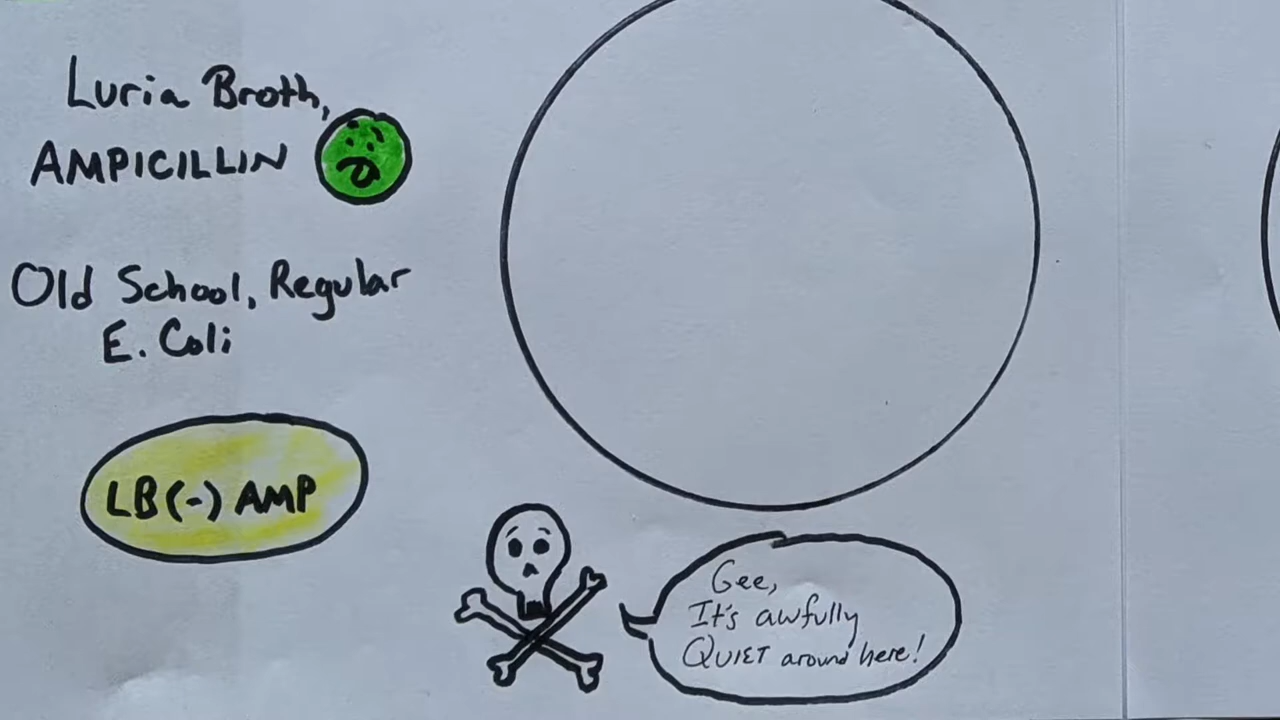 Luria Broth,
AMPICILLIN
Old School, Regular
E. Coli
LB(-) AMP
Gee,
It's awfully
QUIET around here!